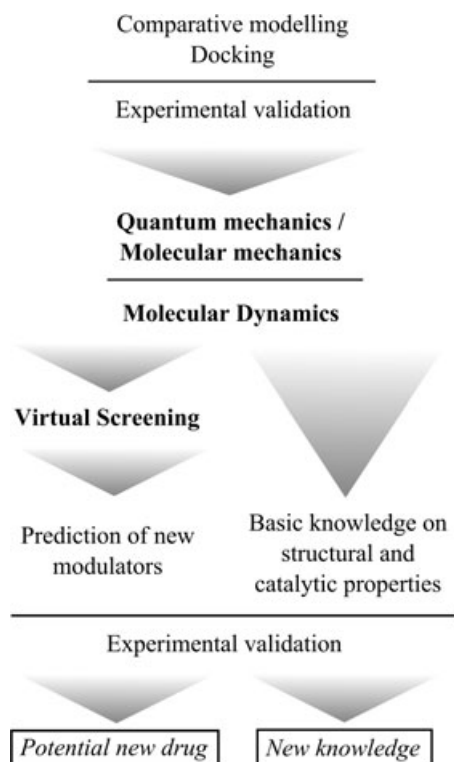 Comparative modelling
Docking
Experimental validation
Quantum mechanics /
Molecular mechanics
Molecular Dynamics
Virtual Screening
Prediction of new
modulators
Basic knowledge on
structural and
catalytic properties
Experimental validation
Potential new drug
New knowledge